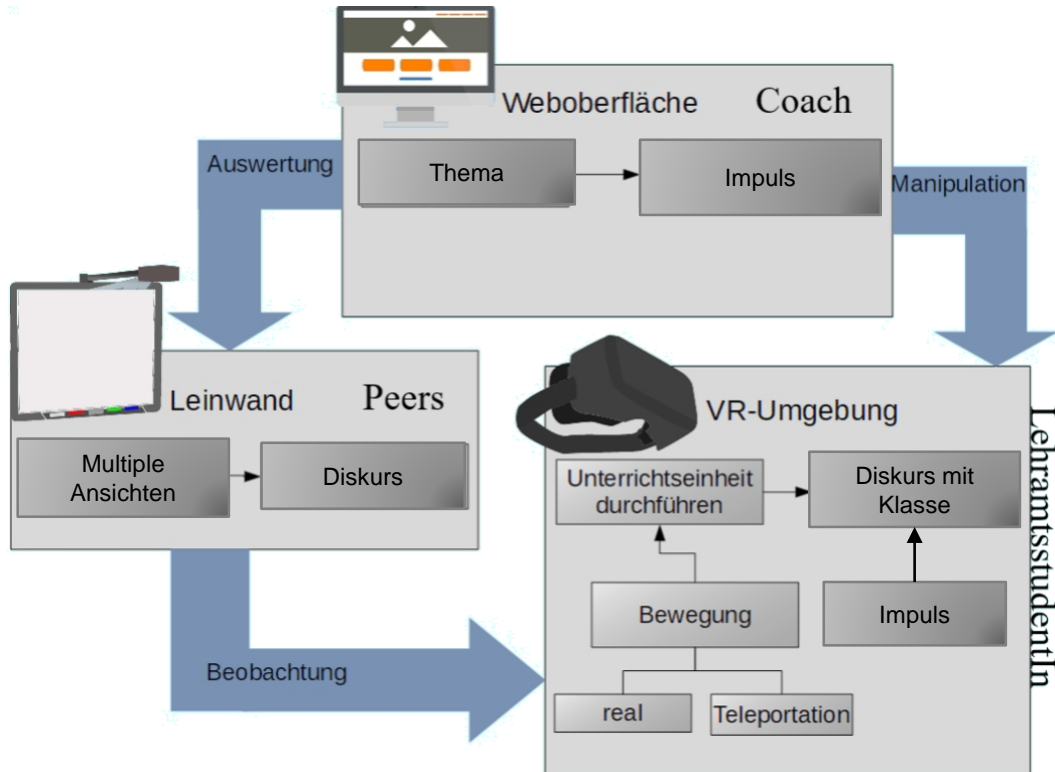 Weboberfläche
Coach
Auswertung
Thema
Impuls
Manipulation
Leinwand
Peers
Multiple
Ansichten
Diskurs
VR-Umgebung
LehramtsstudentIn
Unterrichtseinheit
durchführen
Diskurs mit
Klasse
Bewegung
Impuls
Beobachtung
real
Teleportation